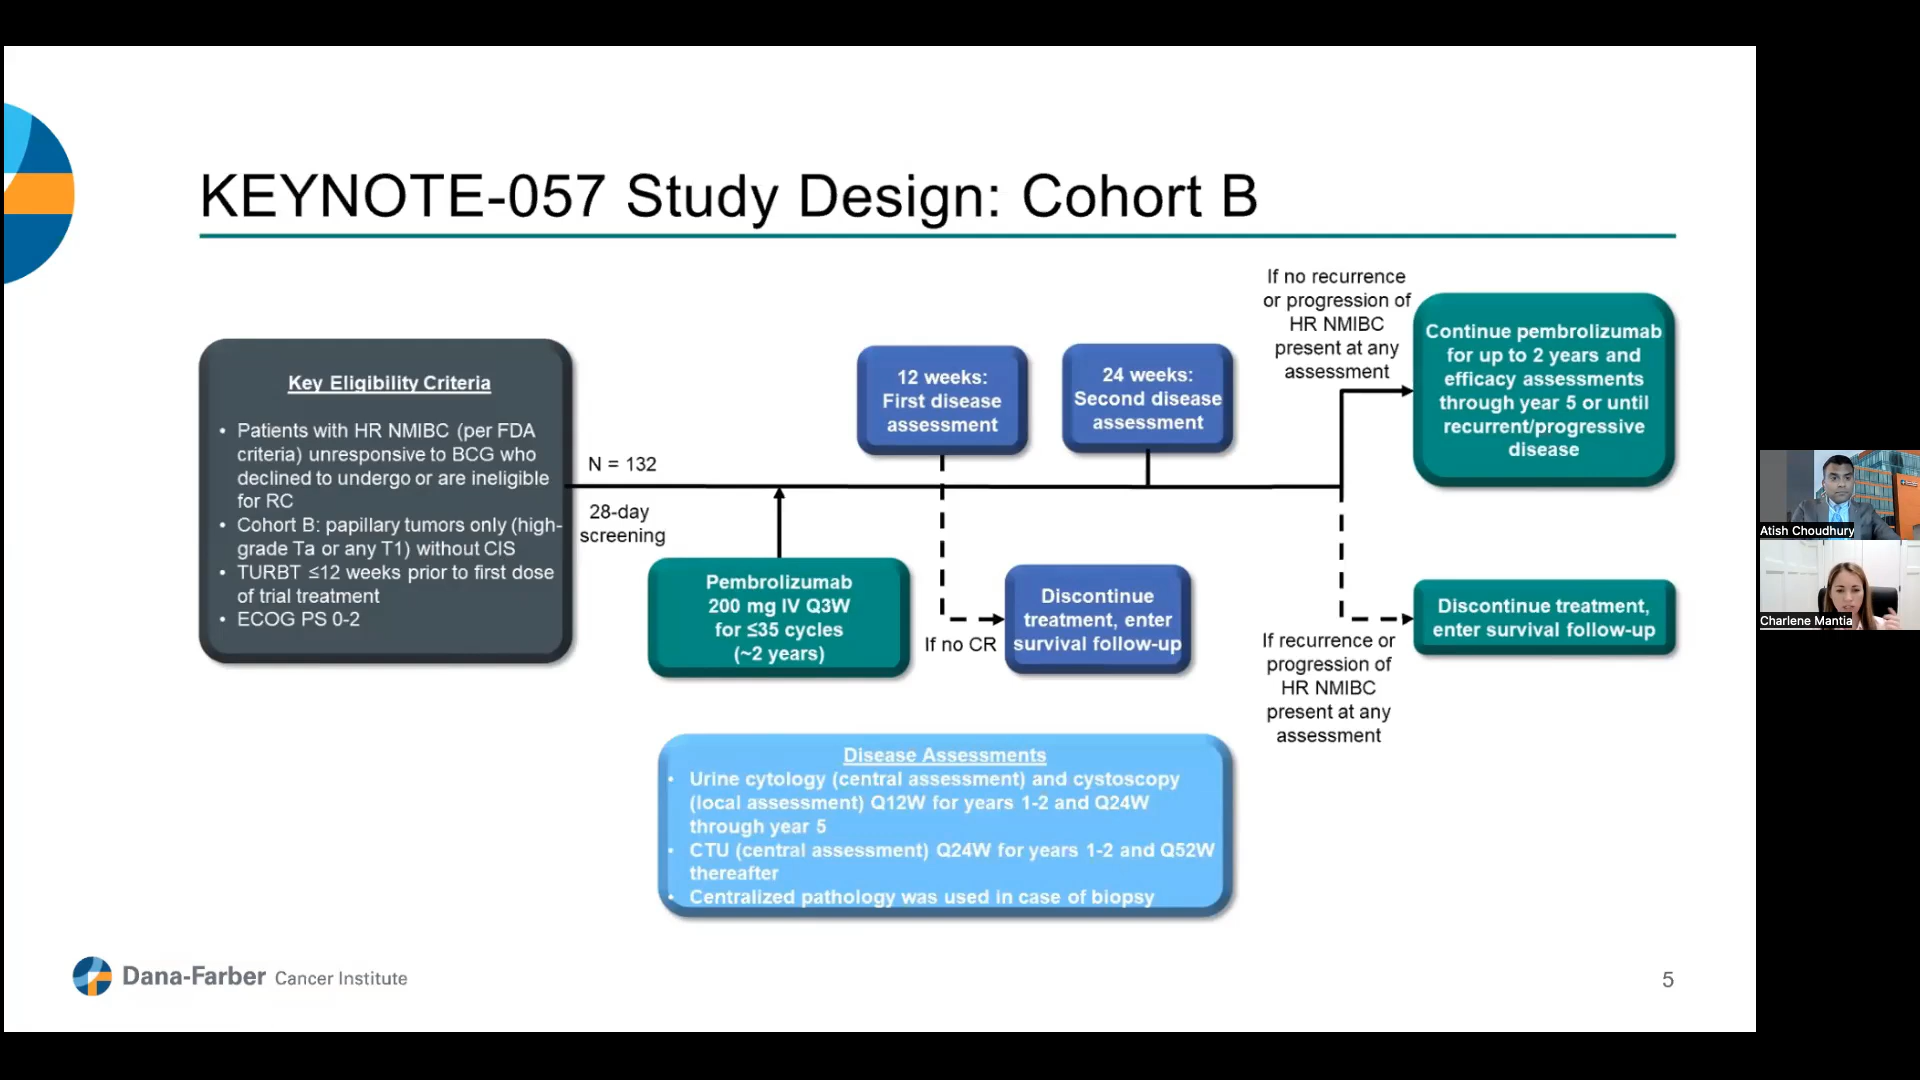 KEYNOTE-057 Study Design: Cohort B
Key Eligibility Criteria
• Patients with HR NMIBC (per FDA
criteria) unresponsive to BCG who
declined to undergo or are ineligible
for RC
• Cohort B: papillary tumors only (high-
grade Ta or any T1) without CIS
• TURBT ≤12 weeks prior to first dose
of trial treatment
• ECOG PS 0-2
N = 132
28-day
screening
Pembrolizumab
200 mg IV Q3W
for ≤35 cycles
(~2 years)
12 weeks:
First disease
assessment
If no CR
Discontinue
treatment, enter
survival follow-up
24 weeks:
Second disease
assessment
If no recurrence
or progression of
HR NMIBC
present at any
assessment
Continue pembrolizumab
for up to 2 years and
efficacy assessments
through year 5 or until
recurrent/progressive
disease
If recurrence or
progression of
HR NMIBC
present at any
assessment
Discontinue treatment,
enter survival follow-up
Disease Assessments
• Urine cytology (central assessment) and cystoscopy
(local assessment) Q12W for years 1-2 and Q24W
through year 5
• CTU (central assessment) Q24W for years 1-2 and Q52W
thereafter
• Centralized pathology was used in case of biopsy
Dana-Farber Cancer Institute
5
Atish Choudhury
Charlene Mantia